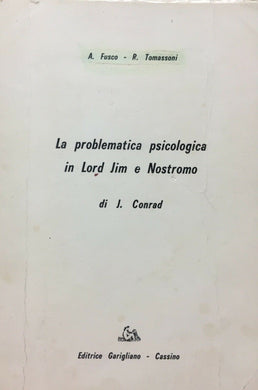 A. Fusco - R. Tomassoni
La problematica psicologica
in Lord Jim e Nostromo
di J. Conrad
Editrice Garigliano - Cassino